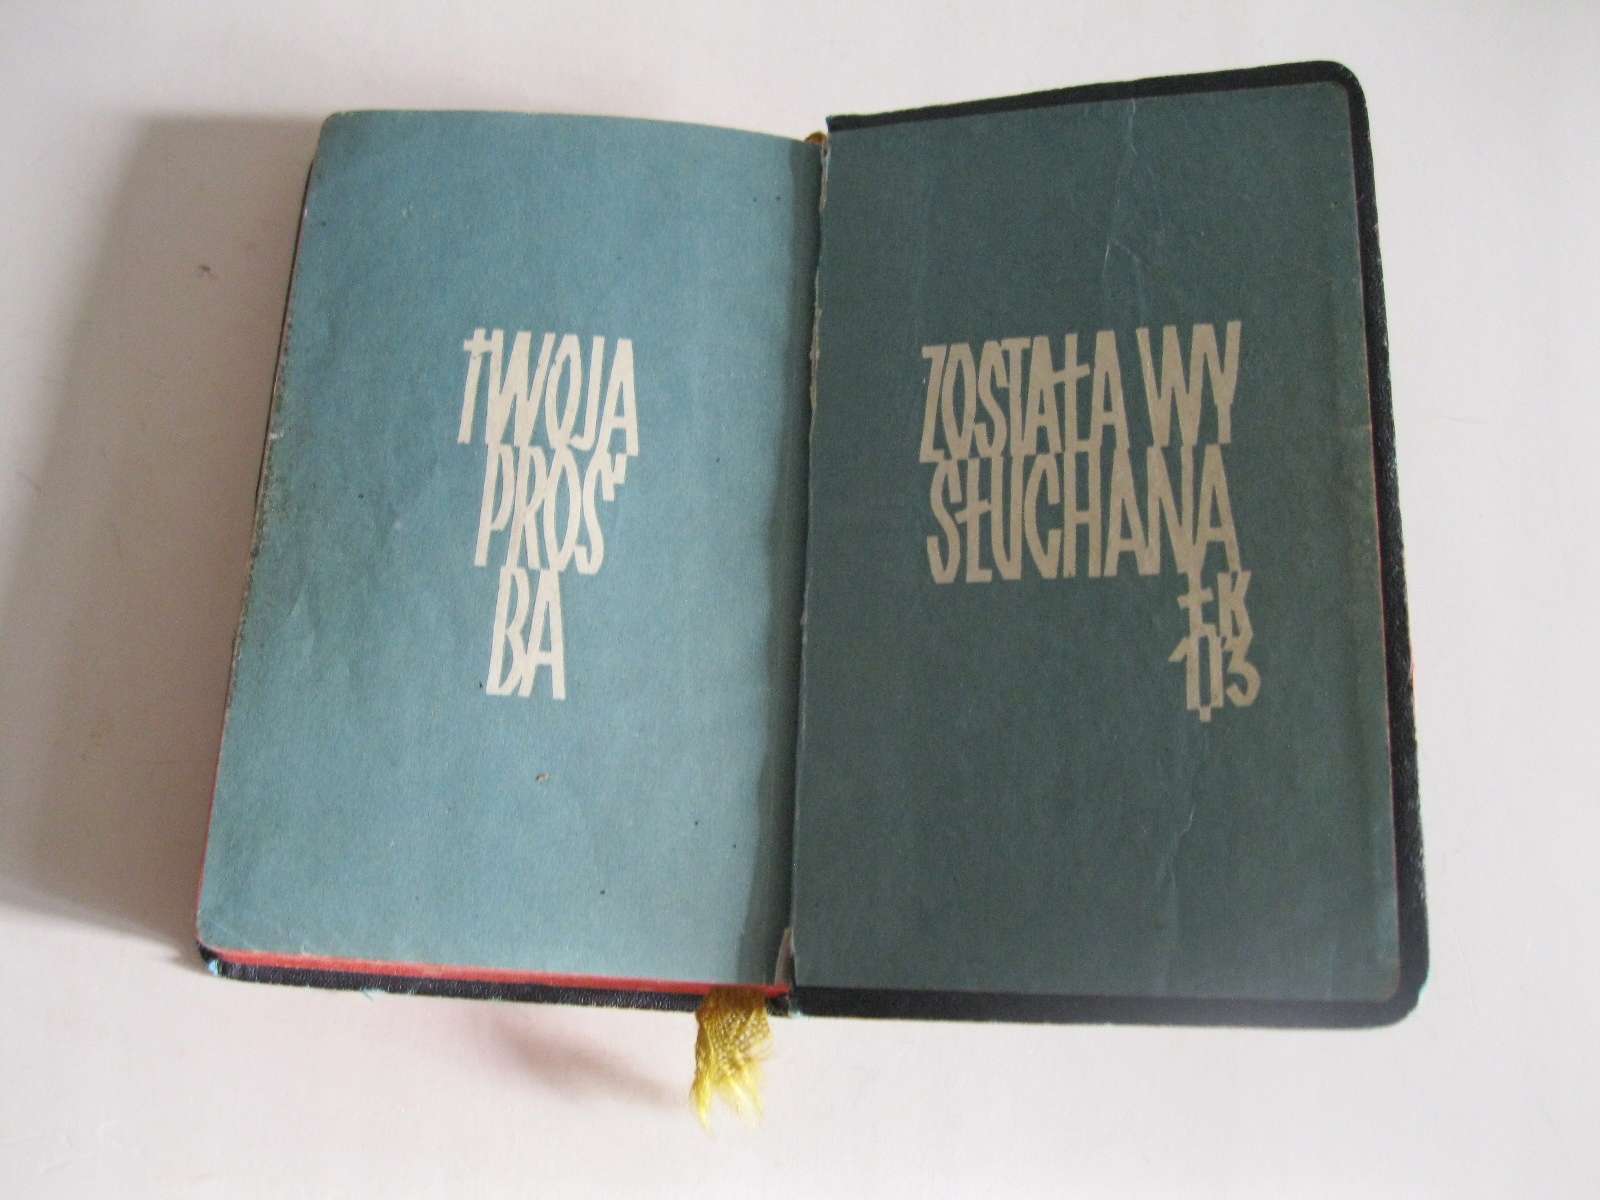 TWOJA
PROŚ
BA
ZOSTAŁA WY
SŁUCHANA
ŁK
1,13